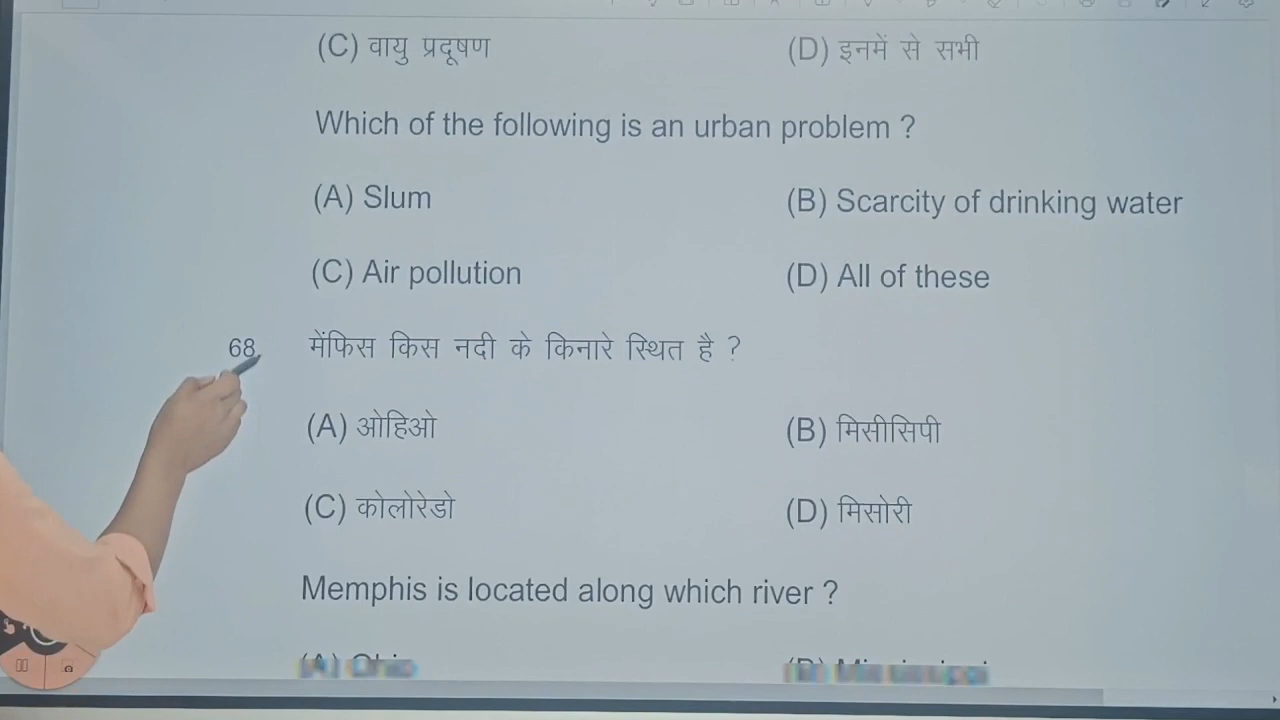 (C) वायु प्रदूषण (D) इनमें से सभी
Which of the following is an urban problem ?
(A) Slum (B) Scarcity of drinking water
(C) Air pollution (D) All of these
68 मेंफिस किस नदी के किनारे स्थित है ?
(A) ओहिओ (B) मिसीसिपी
(C) कोलोरेडो (D) मिसोरी
Memphis is located along which river ?